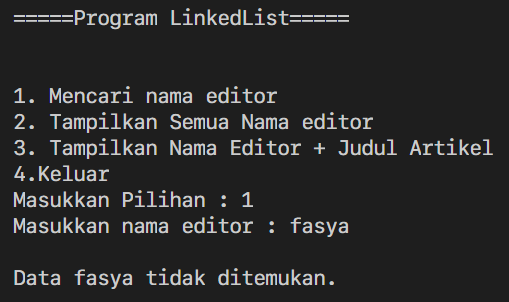 =====Program LinkedList=====
1. Mencari nama editor
2. Tampilkan Semua Nama editor
3. Tampilkan Nama Editor + Judul Artikel
4.Keluar
Masukkan Pilihan : 1
Masukkan nama editor : fasya
Data fasya tidak ditemukan.